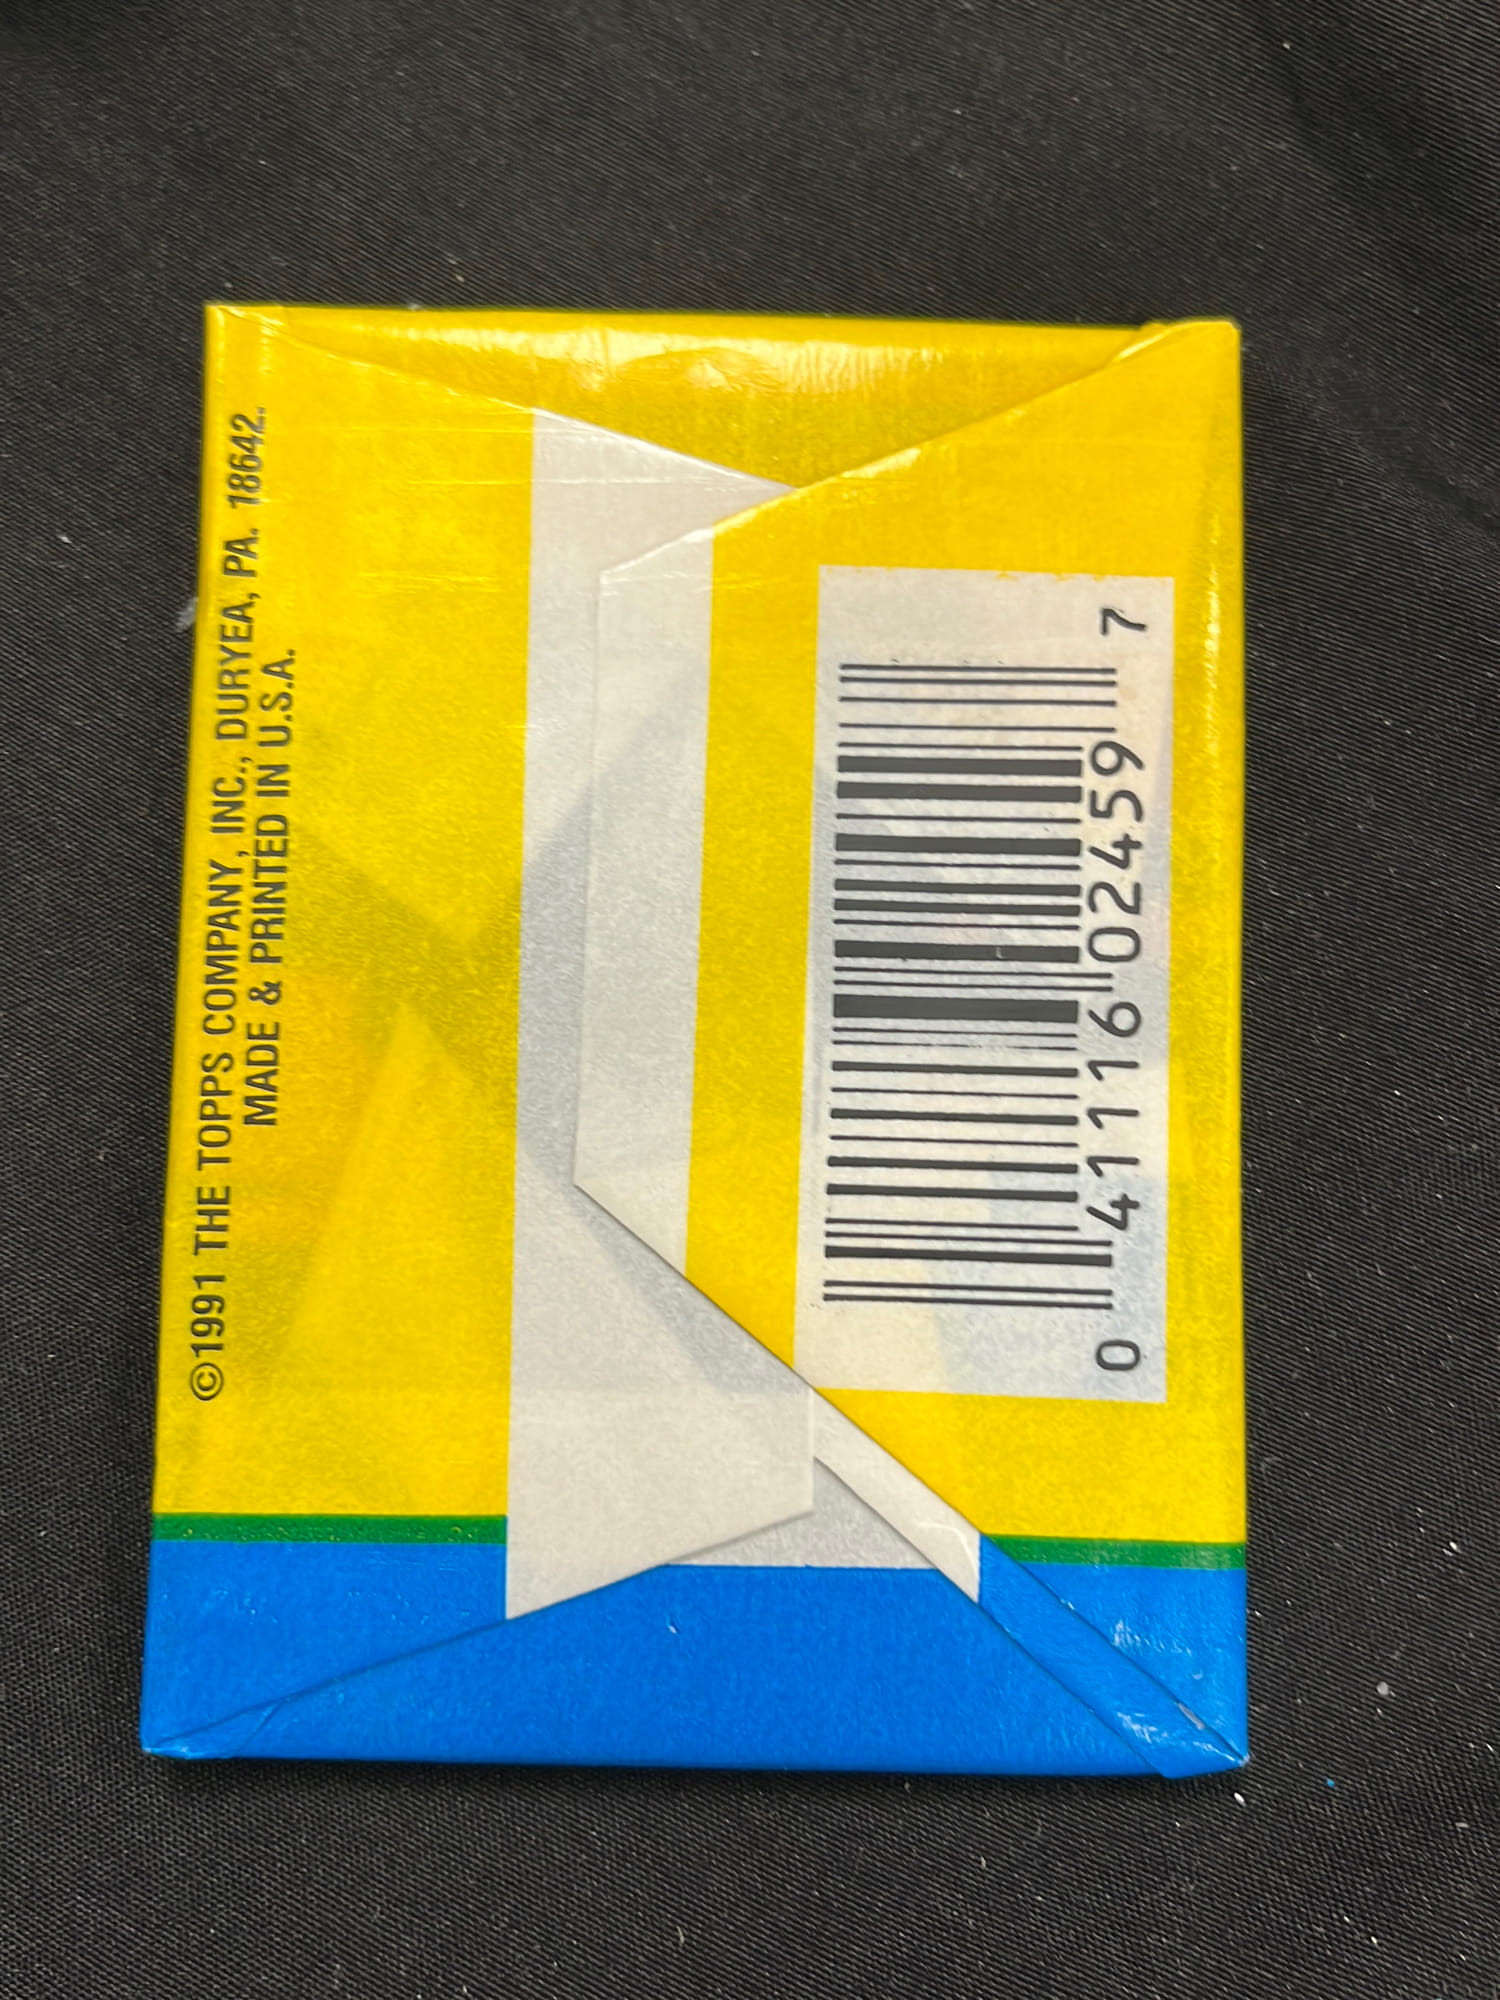 ©1991 THE TOPPS COMPANY, INC., DURYEA, PA. 18642.
MADE & PRINTED IN U.S.A.
0 41116 02459 7